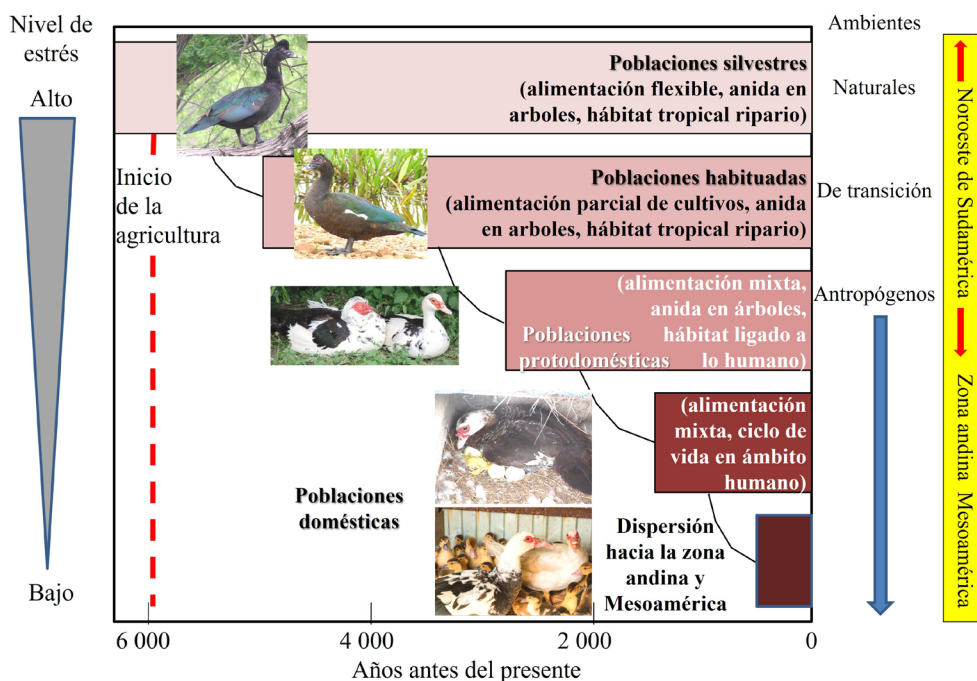 Nivel de
estrés
Alto
Bajo
Inicio
de la
agricultura
Poblaciones silvestres
(alimentación flexible, anida en
arboles, hábitat tropical ripario)
Poblaciones habituadas
(alimentación parcial de cultivos, anida
en arboles, hábitat tropical ripario)
(alimentación mixta,
anida en árboles,
hábitat ligado a
lo humano)
Poblaciones
protodomésticas
(alimentación
mixta, ciclo de
vida en ámbito
humano)
Poblaciones
domésticas
Dispersión
hacia la zona
andina y
Mesoamérica
6 000
4 000
2 000
0
Años antes del presente
Ambientes
Naturales
De transición
Antropógenos
Noroeste de Sudamérica
Zona andina Mesoamérica